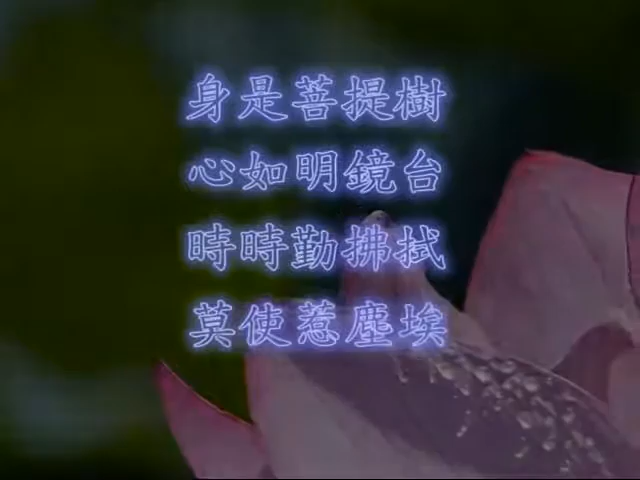 身是菩提樹
心如明鏡台
時時勤拂拭
莫使惹塵埃